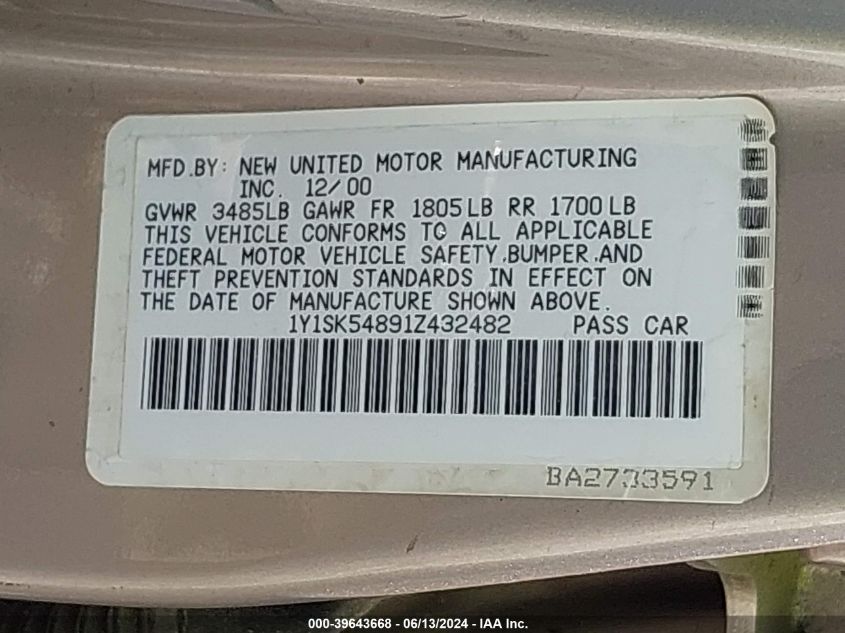 MFD.BY: NEW UNITED MOTOR MANUFACTURING
INC. 12/00
GVWR 3485LB GAWR FR 1805LB RR 1700LB
THIS VEHICLE CONFORMS TO ALL APPLICABLE
FEDERAL MOTOR VEHICLE SAFETY,BUMPER,AND
THEFT PREVENTION STANDARDS IN EFFECT ON
THE DATE OF MANUFACTURE SHOWN ABOVE.
1Y1SK54891Z432482 PASS CAR
BA2733591
000-39643668 - 06/13/2024 - IAA Inc.